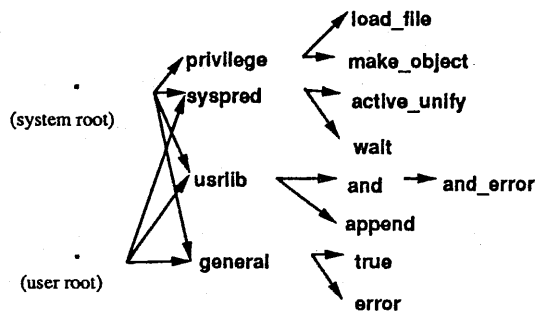 load_file
privilege
make_object
syspred
active_unify
(system root)
wait
usrlib
and
and_error
append
general
true
(user root)
error